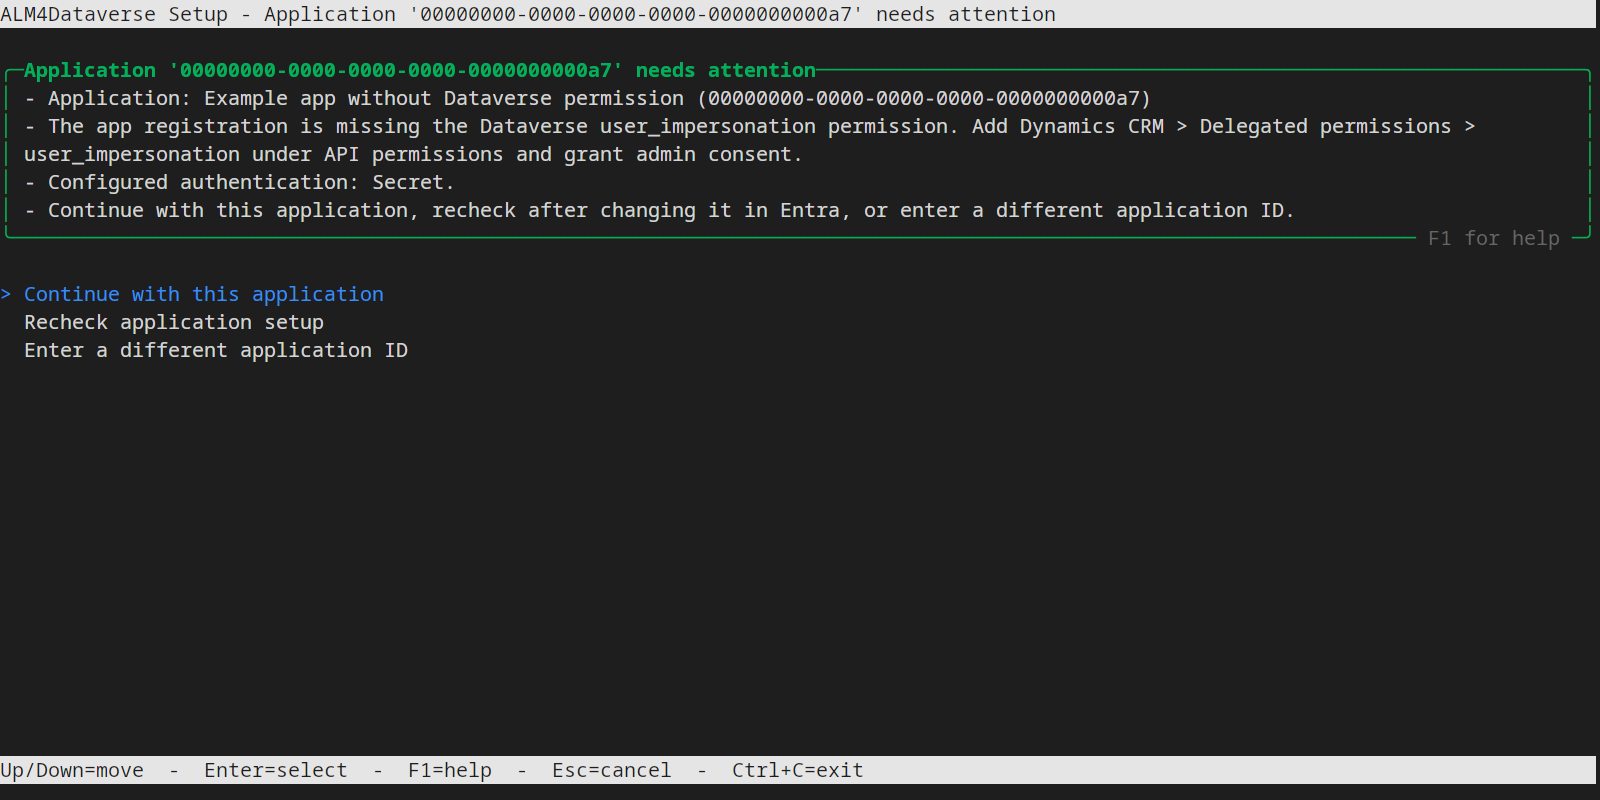 ALM4Dataverse Setup - Application '00000000-0000-0000-0000-0000000000a7' needs attention
Application '00000000-0000-0000-0000-0000000000a7' needs attention
- Application: Example app without Dataverse permission (00000000-0000-0000-0000-0000000000a7)
- The app registration is missing the Dataverse user_impersonation permission. Add Dynamics CRM > Delegated permissions >
user_impersonation under API permissions and grant admin consent.
- Configured authentication: Secret.
- Continue with this application, recheck after changing it in Entra, or enter a different application ID.
F1 for help
> Continue with this application
Recheck application setup
Enter a different application ID
Up/Down=move  -  Enter=select  -  F1=help  -  Esc=cancel  -  Ctrl+C=exit